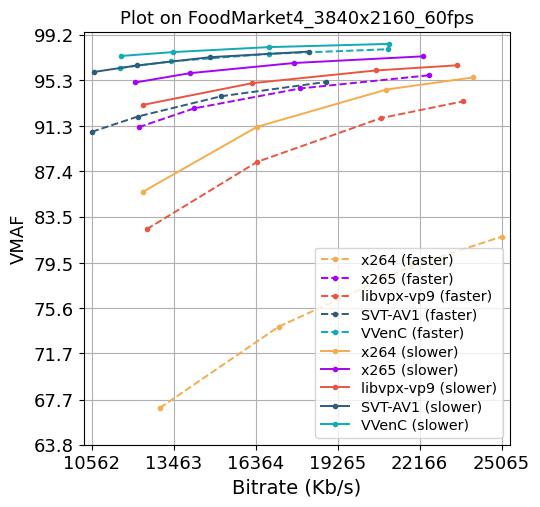 Plot on FoodMarket4_3840x2160_60fps
99.2
95.3
91.3
87.4
83.5
79.5
75.6
71.7
67.7
63.8
VMAF
x264 (faster)
x265 (faster)
libvpx-vp9 (faster)
SVT-AV1 (faster)
VVenC (faster)
x264 (slower)
x265 (slower)
libvpx-vp9 (slower)
SVT-AV1 (slower)
VVenC (slower)
10562 13463 16364 19265 22166 25065
Bitrate (Kb/s)